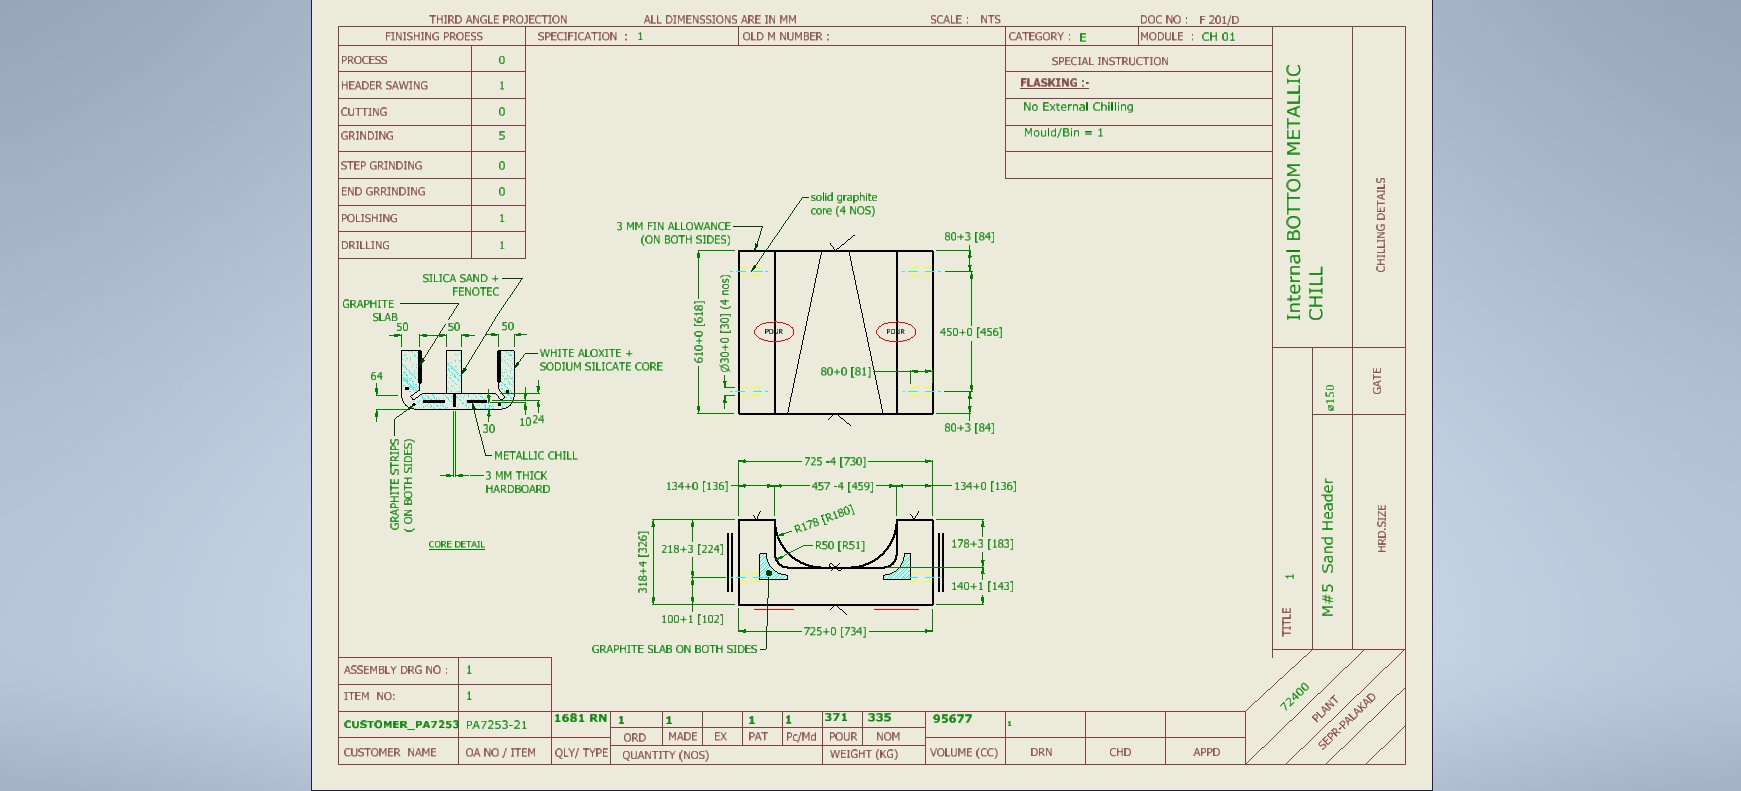 THIRD ANGLE PROJECTION ALL DIMENSSIONS ARE IN MM SCALE : NTS DOC NO : F 201/D
FINISHING PROESS SPECIFICATION : 1 OLD M NUMBER : CATEGORY : E MODULE : CH 01
PROCESS 0
HEADER SAWING 1
CUTTING 0
GRINDING 5
STEP GRINDING 0
END GRRINDING 0
POLISHING 1
DRILLING 1
SPECIAL INSTRUCTION
FLASKING :-
No External Chilling
Mould/Bin = 1
Internal BOTTOM METALLIC
CHILL
CHILLING DETAILS
ø150
GATE
M#5 Sand Header
HRD.SIZE
TITLE 1
solid graphite
core (4 NOS)
3 MM FIN ALLOWANCE
(ON BOTH SIDES)
80+3 [84]
610+0 [618]
Ø30+0 [30] (4 nos)
POUR
POUR
450+0 [456]
80+0 [81]
80+3 [84]
SILICA SAND +
FENOTEC
GRAPHITE
SLAB
50 50 50
WHITE ALOXITE +
SODIUM SILICATE CORE
64
30
10
24
GRAPHITE STRIPS
( ON BOTH SIDES)
METALLIC CHILL
3 MM THICK
HARDBOARD
CORE DETAIL
725 -4 [730]
134+0 [136] 457 -4 [459] 134+0 [136]
R178 [R180]
R50 [R51]
318+4 [326]
218+3 [224]
178+3 [183]
140+1 [143]
100+1 [102]
725+0 [734]
GRAPHITE SLAB ON BOTH SIDES
ASSEMBLY DRG NO : 1
ITEM NO: 1
CUSTOMER_PA7253 PA7253-21 1681 RN 1 1 1 1 371 335 95677 1
ORD MADE EX PAT Pc/Md POUR NOM
CUSTOMER NAME OA NO / ITEM QLY/ TYPE QUANTITY (NOS) WEIGHT (KG) VOLUME (CC) DRN CHD APPD
72400
PLANT
SEPR-PALAKAD